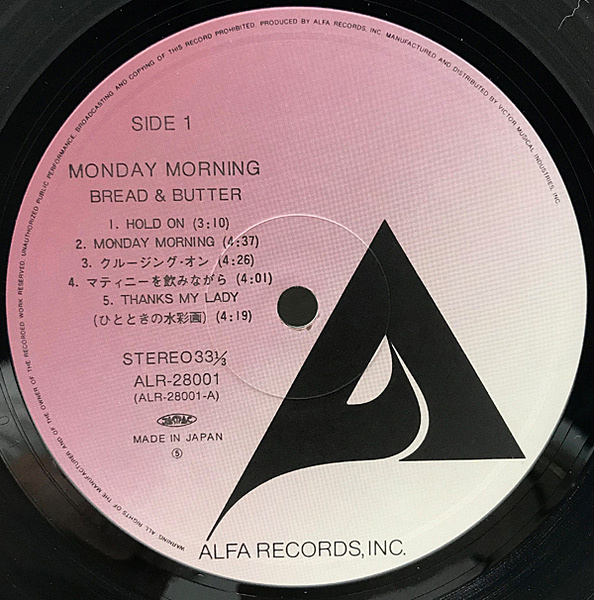 WARNING. ALL RIGHTS OF THE MANUFACTURER AND OF THE OWNER OF THE RECORDED WORK RESERVED. UNAUTHORIZED PUBLIC PERFORMANCE, BROADCASTING AND COPYING OF THIS RECORD PROHIBITED. PRODUCED BY ALFA RECORDS, INC. MANUFACTURED AND DISTRIBUTED BY VICTOR MUSICAL INDUSTRIES, INC.
SIDE 1
MONDAY MORNING
BREAD & BUTTER
1. HOLD ON (3:10)
2. MONDAY MORNING (4:37)
3. クルージング・オン (4:26)
4. マティニーを飲みながら (4:01)
5. THANKS MY LADY
(ひとときの水彩画) (4:19)
STEREO 33⅓
ALR-28001
(ALR-28001-A)
MADE IN JAPAN
⑤
ALFA RECORDS, INC.